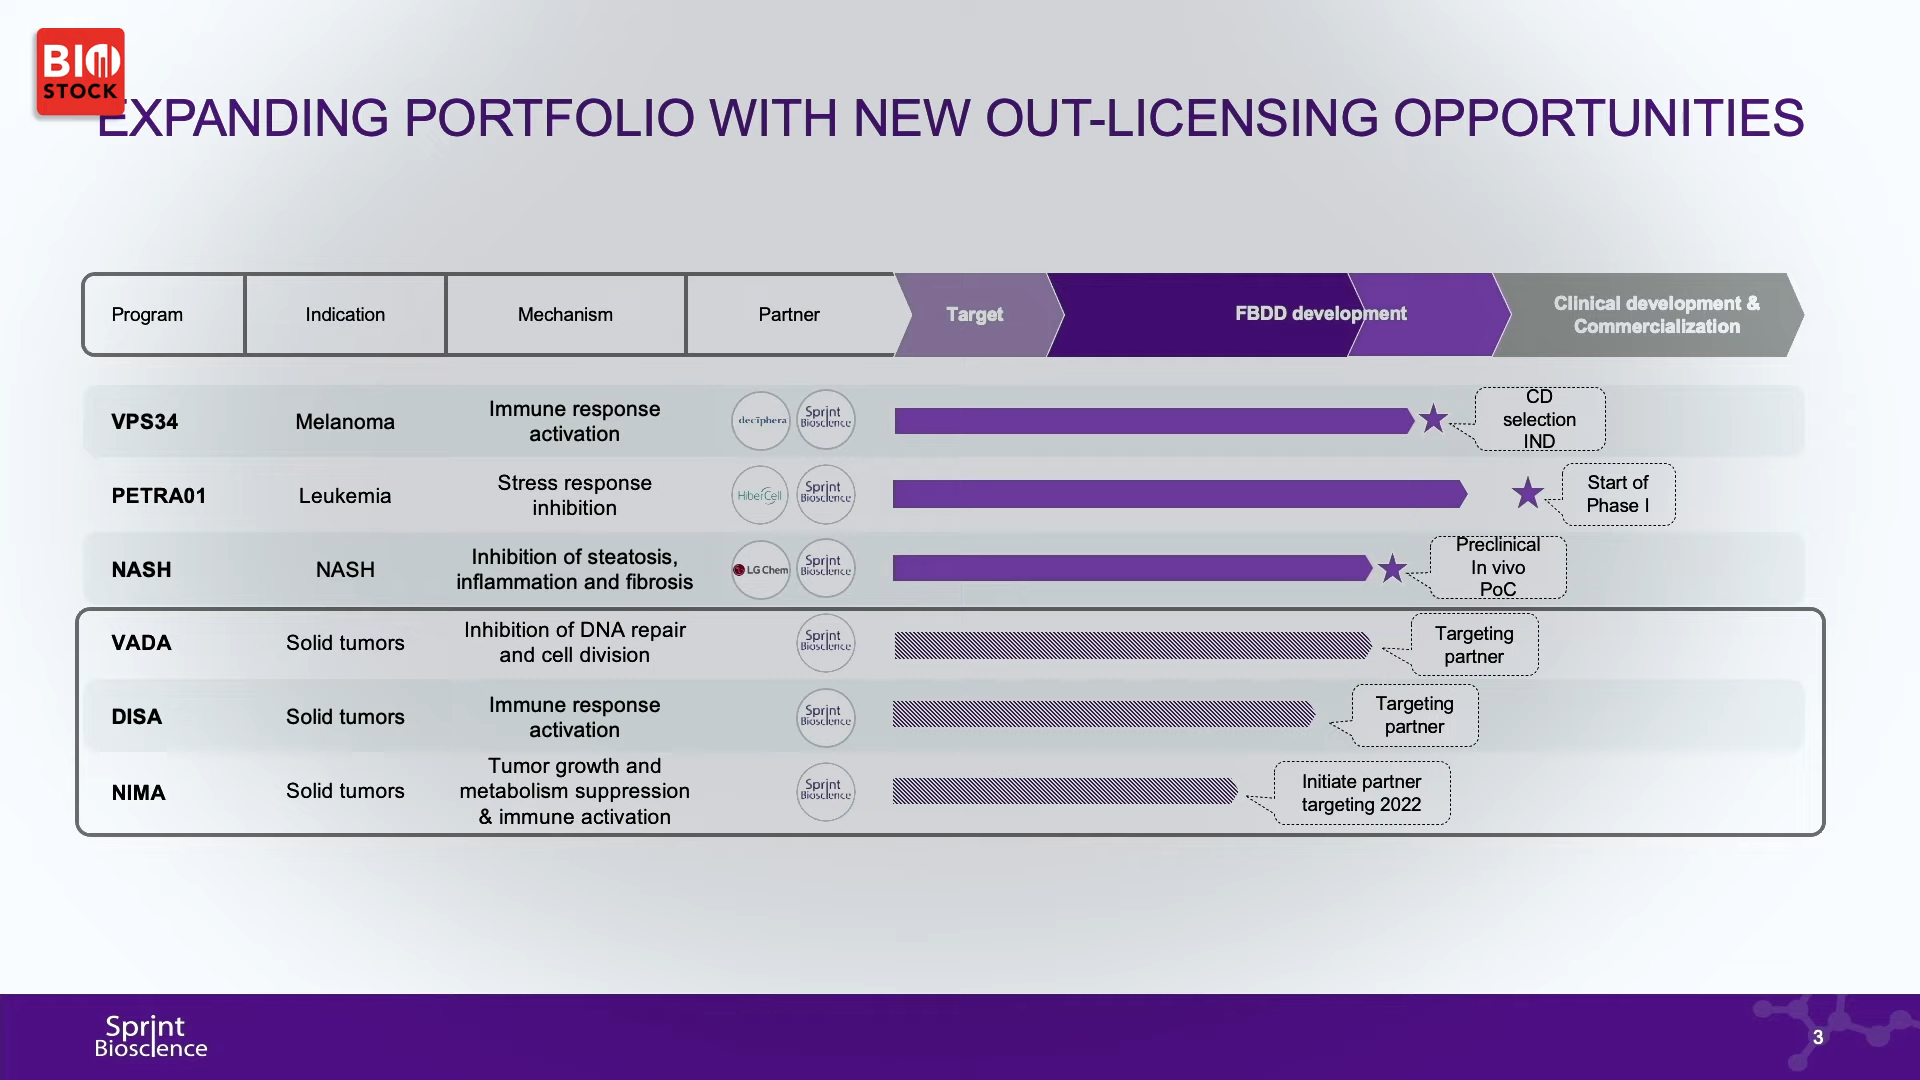 BIO
STOCK
EXPANDING PORTFOLIO WITH NEW OUT-LICENSING OPPORTUNITIES
Program
Indication
Mechanism
Partner
Target
FBDD development
Clinical development &
Commercialization
VPS34
Melanoma
Immune response
activation
deciphera
Sprint
Bioscience
CD
selection
IND
PETRA01
Leukemia
Stress response
inhibition
HiberCell
Sprint
Bioscience
Start of
Phase I
NASH
NASH
Inhibition of steatosis,
inflammation and fibrosis
LG Chem
Sprint
Bioscience
Preclinical
In vivo
PoC
VADA
Solid tumors
Inhibition of DNA repair
and cell division
Sprint
Bioscience
Targeting
partner
DISA
Solid tumors
Immune response
activation
Sprint
Bioscience
Targeting
partner
NIMA
Solid tumors
Tumor growth and
metabolism suppression
& immune activation
Sprint
Bioscience
Initiate partner
targeting 2022
Sprint
Bioscience
3